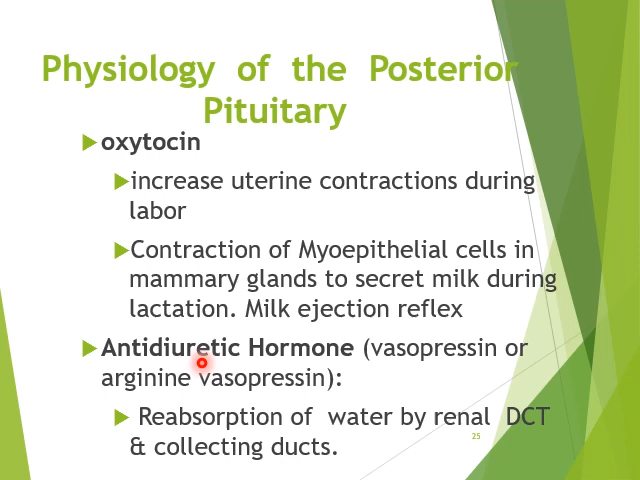 Physiology of the Posterior
Pituitary
oxytocin
increase uterine contractions during
labor
Contraction of Myoepithelial cells in
mammary glands to secret milk during
lactation. Milk ejection reflex
Antidiuretic Hormone (vasopressin or
arginine vasopressin):
Reabsorption of water by renal DCT
& collecting ducts.
25